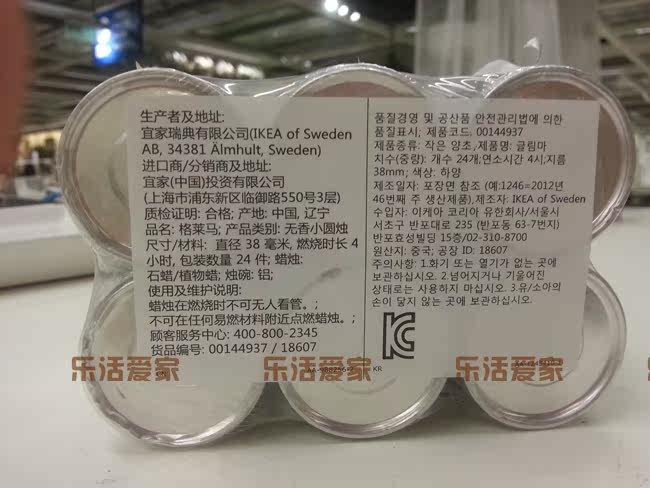 生产者及地址:
宜家瑞典有限公司(IKEA of Sweden
AB, 34381 Älmhult, Sweden)
进口商/分销商及地址:
宜家(中国)投资有限公司
(上海市浦东新区临御路550号3层)
质检证明: 合格; 产地: 中国, 辽宁
品名: 格莱马; 产品类别: 无香小圆烛
尺寸/材料: 直径 38 毫米, 燃烧时长 4
小时, 包装数量 24 件; 蜡烛:
石蜡/植物蜡; 烛碗: 铝;
使用及维护说明:
蜡烛在燃烧时不可无人看管。;
不可在任何易燃材料附近点燃蜡烛。;
顾客服务中心: 400-800-2345
货品编号: 00144937 / 18607
품질경영 및 공산품 안전관리법에 의한
품질표시, 제품코드. 00144937
제품종류: 작은 양초, 제품명: 글림마
치수(중량): 개수 24개,연소시간 4시,지름
38mm; 색상: 하양
제조일자: 포장면 참조 (예:1246=2012년
46번째 주 생산제품),제조자: IKEA of Sweden
수입자: 이케아 코리아 유한회사/서울시
서초구 반포대로 235 (반포동 63-7번지)
반포효성빌딩 15층/02-310-8700
원산지: 중국; 공장 ID: 18607
주의사항: 1.화기 또는 열기가 없는 곳에
보관하십시오. 2.넘어지거나 기울어진
상태로는 사용하지 마십시오. 3.유/소아의
손이 닿지 않는 곳에 보관하십시오.
KC
KR
乐活爱家
乐活爱家
乐活爱家